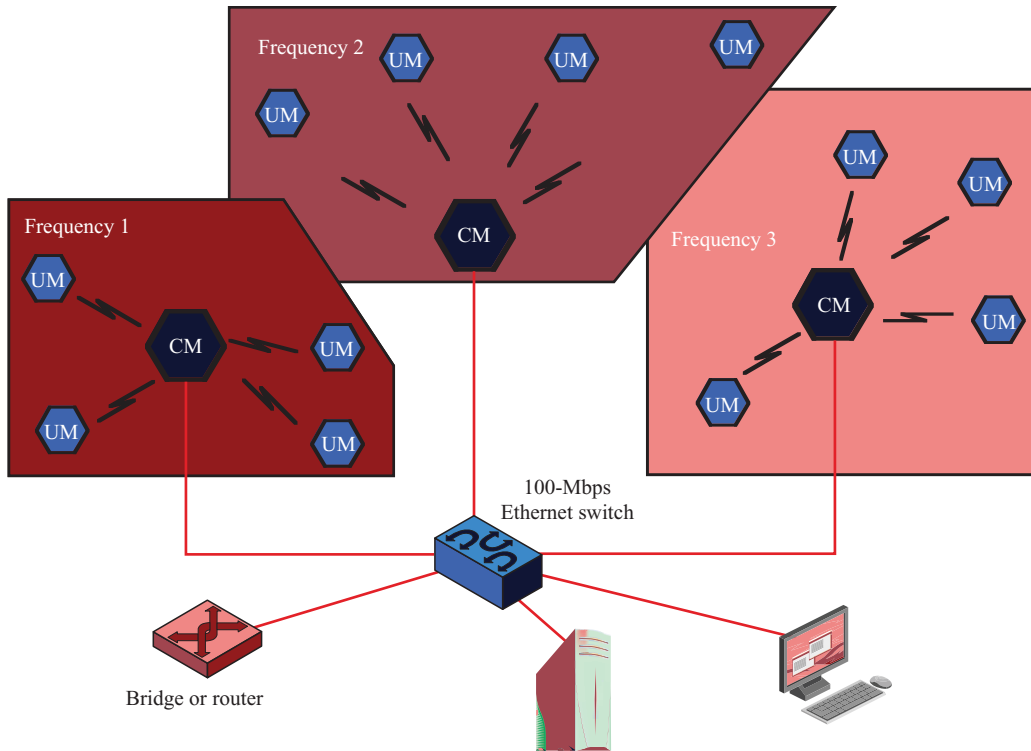 Frequency 2
UM
UM
UM
UM
CM
Frequency 1
UM
CM
UM
UM
UM
Frequency 3
UM
UM
CM
UM
UM
100-Mbps
Ethernet switch
Bridge or router